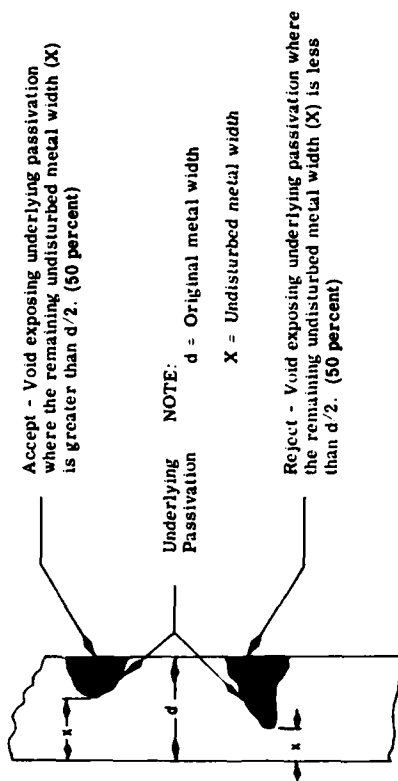 Accept - Void exposing underlying passivation
where the remaining undisturbed metal width (X)
is greater than d/2. (50 percent)
Underlying
Passivation
NOTE:
d = Original metal width
X = Undisturbed metal width
Reject - Void exposing underlying passivation where
the remaining undisturbed metal width (X) is less
than d/2. (50 percent)
x
d
x